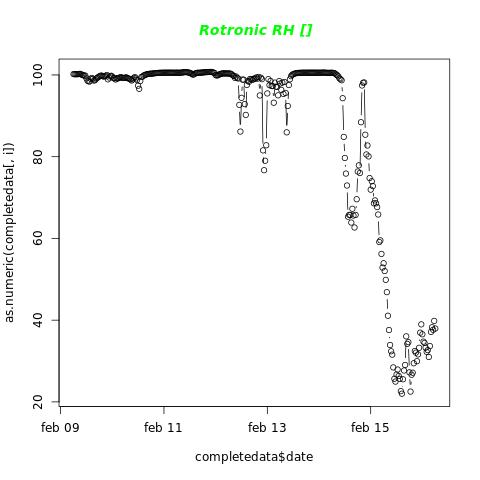 Rotronic RH []
as.numeric(completedata[, i])
100
80
60
40
20
feb 09 feb 11 feb 13 feb 15
completedata$date